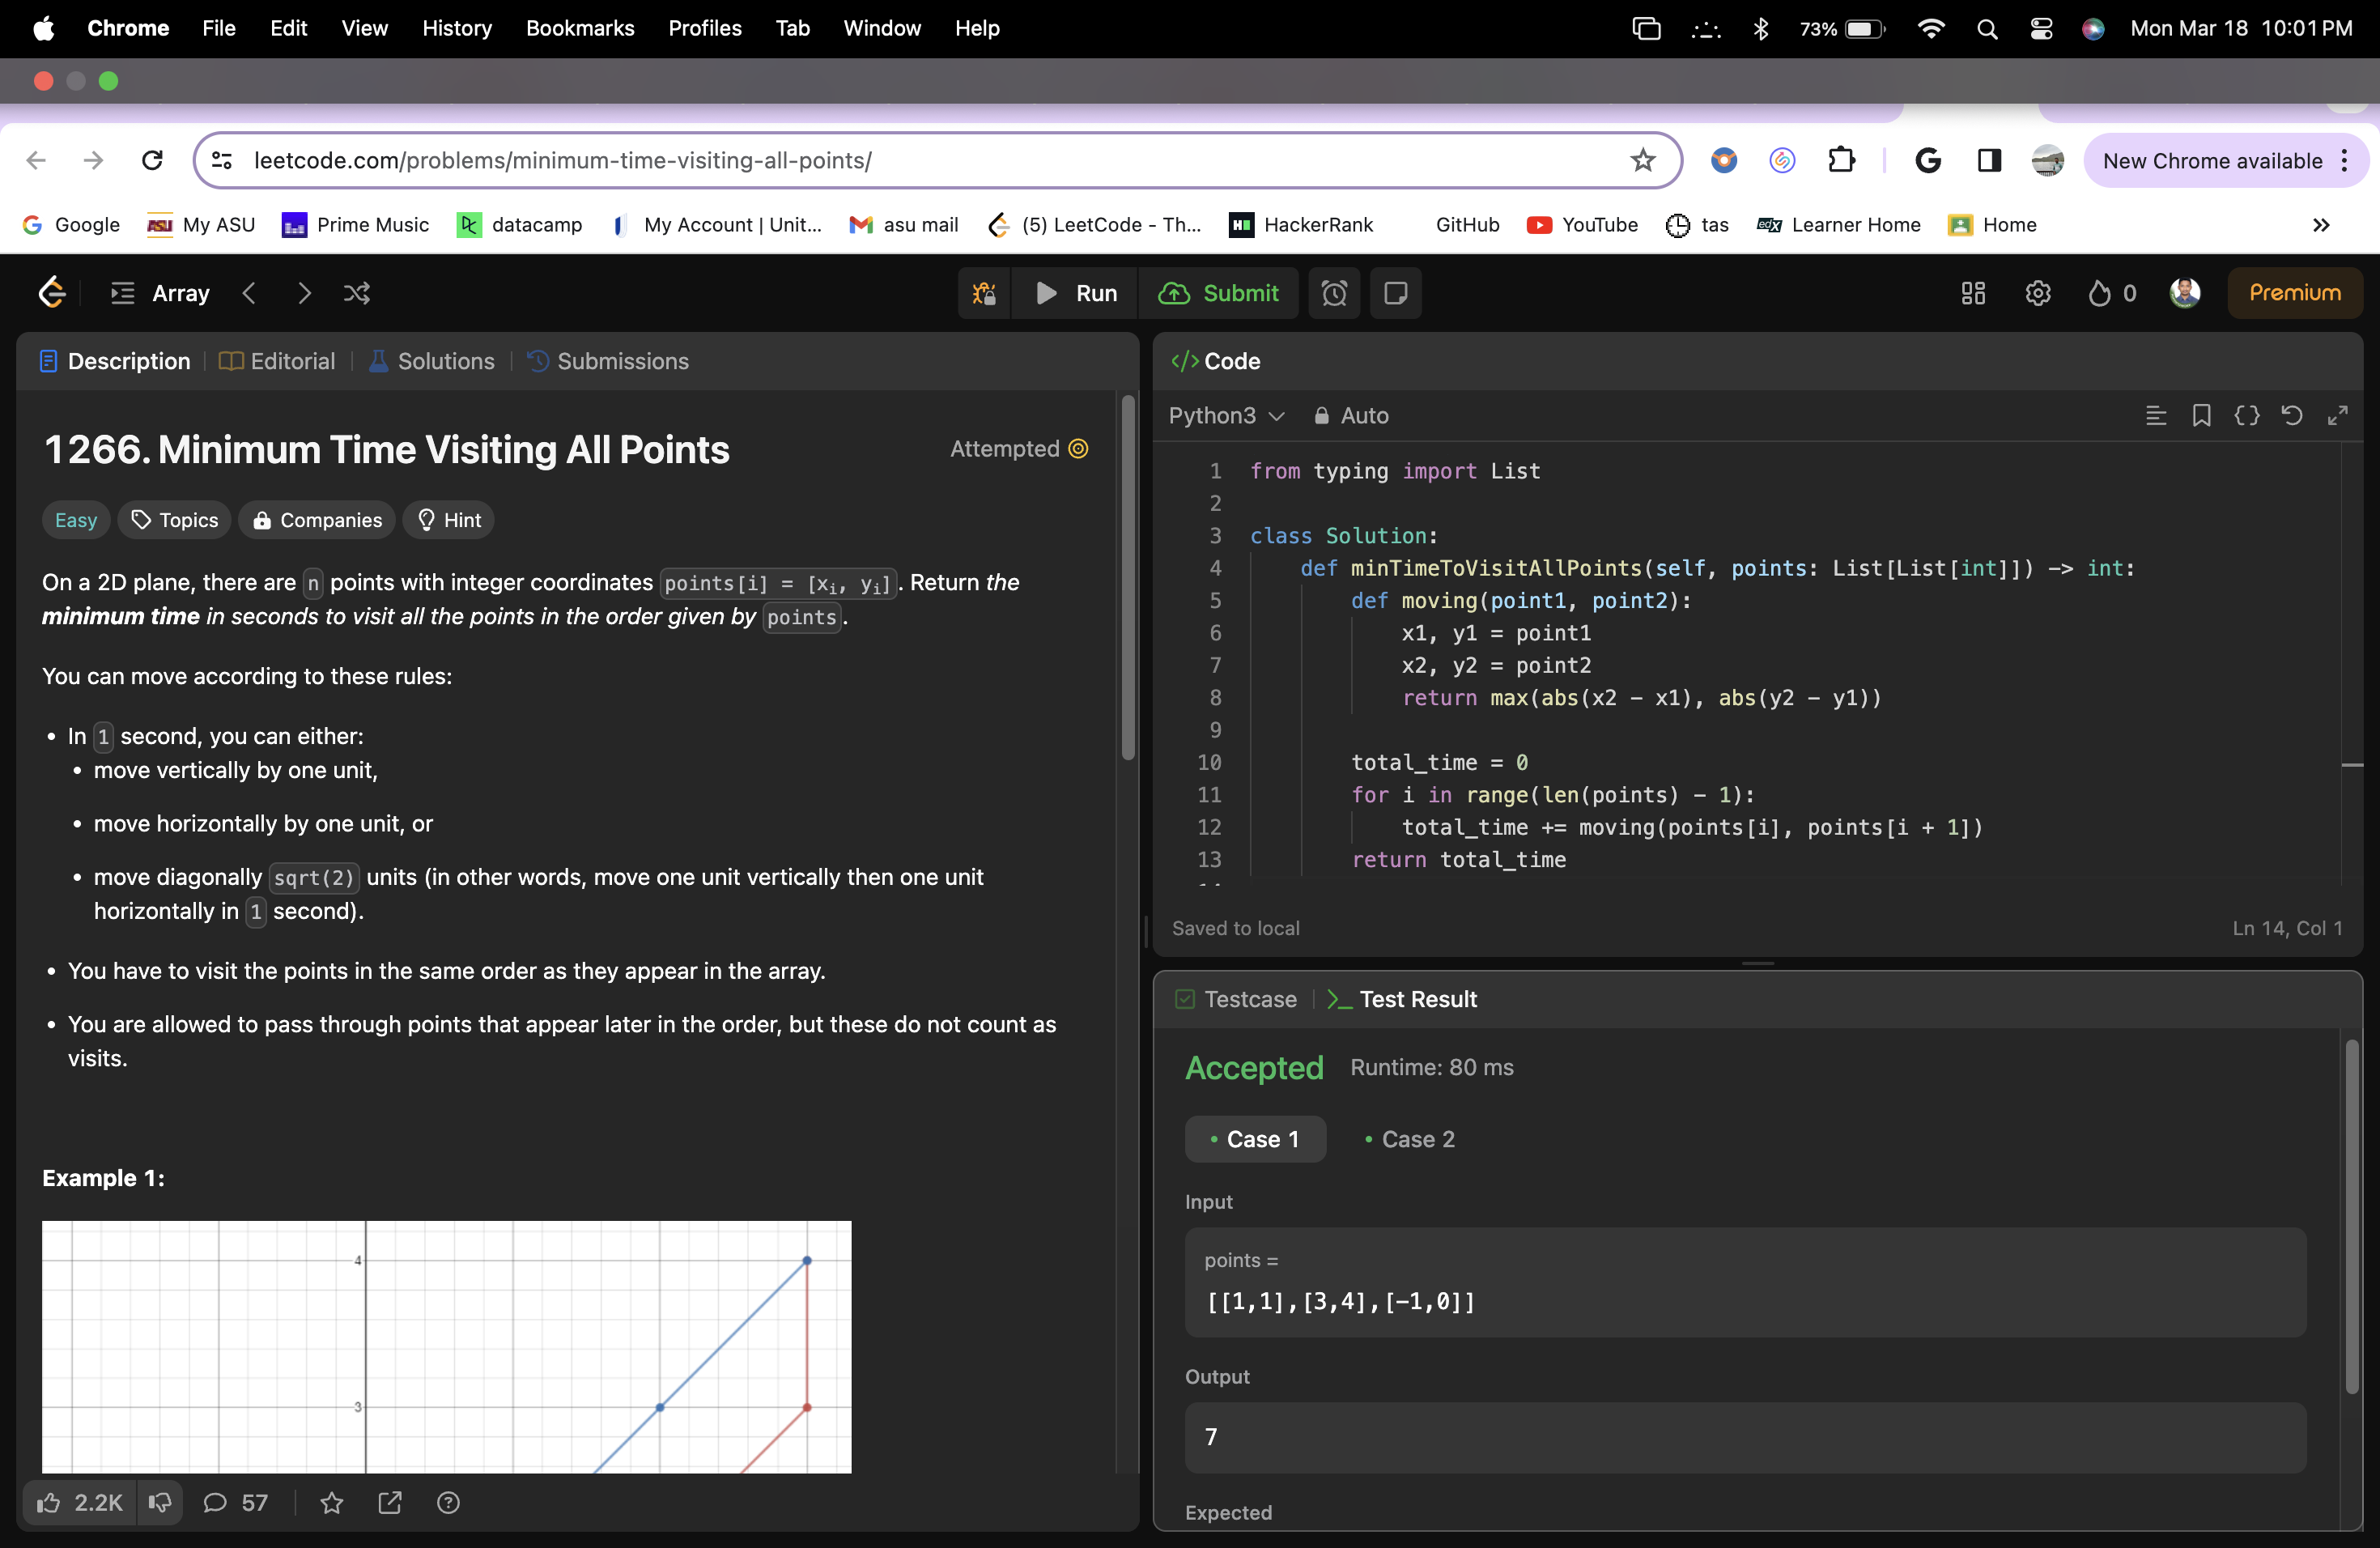 Chrome File Edit View History Bookmarks Profiles Tab Window Help 73% Mon Mar 18 10:01 PM
leetcode.com/problems/minimum-time-visiting-all-points/ New Chrome available
Google My ASU Prime Music datacamp My Account | Unit... asu mail (5) LeetCode - Th... HackerRank GitHub YouTube tas edX Learner Home Home
Array Run Submit 0 Premium
Description Editorial Solutions Submissions
1266. Minimum Time Visiting All Points Attempted
Easy Topics Companies Hint
On a 2D plane, there are n points with integer coordinates points[i] = [xi, yi]. Return the
minimum time in seconds to visit all the points in the order given by points.
You can move according to these rules:
• In 1 second, you can either:
• move vertically by one unit,
• move horizontally by one unit, or
• move diagonally sqrt(2) units (in other words, move one unit vertically then one unit
horizontally in 1 second).
• You have to visit the points in the same order as they appear in the array.
• You are allowed to pass through points that appear later in the order, but these do not count as
visits.
Example 1:
4
3
2.2K 57
</> Code
Python3 Auto
1 from typing import List
2
3 class Solution:
4 def minTimeToVisitAllPoints(self, points: List[List[int]]) -> int:
5 def moving(point1, point2):
6 x1, y1 = point1
7 x2, y2 = point2
8 return max(abs(x2 - x1), abs(y2 - y1))
9
10 total_time = 0
11 for i in range(len(points) - 1):
12 total_time += moving(points[i], points[i + 1])
13 return total_time
Saved to local Ln 14, Col 1
Testcase >_ Test Result
Accepted Runtime: 80 ms
• Case 1 • Case 2
Input
points =
[[1,1],[3,4],[-1,0]]
Output
7
Expected